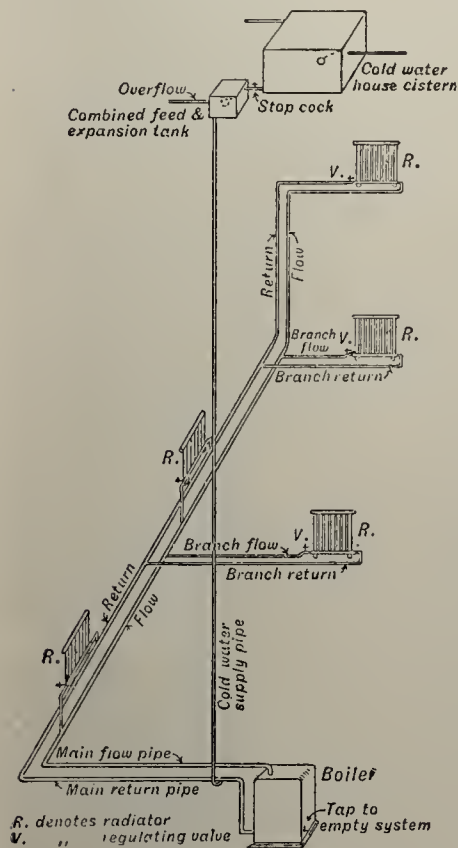 Overflow
Combined feed &
expansion tank
Cold water
house cistern
Stop cock
V.
R.
Return
Flow
Branch
flow
V.
R.
Branch return
R.
V.
R.
Branch flow
Branch return
Return
Flow
R.
Cold water
supply pipe
Main flow pipe
Main return pipe
Boiler
Tap to
empty system
R. denotes radiator
V. „ regulating valve